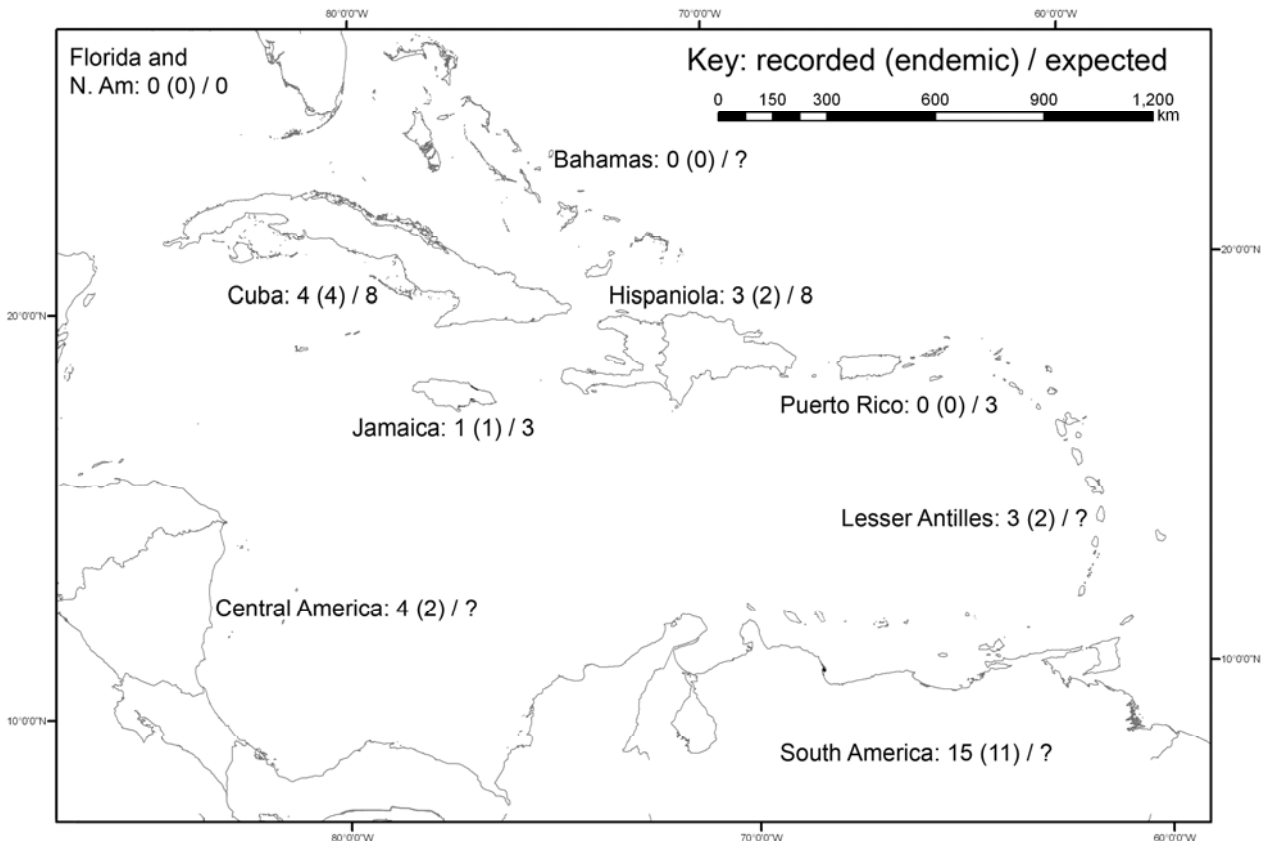 80°0'0"W
70°0'0"W
60°0'0"W
Florida and
N. Am: 0 (0) / 0
Key: recorded (endemic) / expected
0 150 300 600 900 1,200
km
Bahamas: 0 (0) / ?
20°0'0"N
Cuba: 4 (4) / 8
Hispaniola: 3 (2) / 8
20°0'0"N
Jamaica: 1 (1) / 3
Puerto Rico: 0 (0) / 3
Lesser Antilles: 3 (2) / ?
Central America: 4 (2) / ?
10°0'0"N
10°0'0"N
South America: 15 (11) / ?
80°0'0"W
70°0'0"W
60°0'0"W